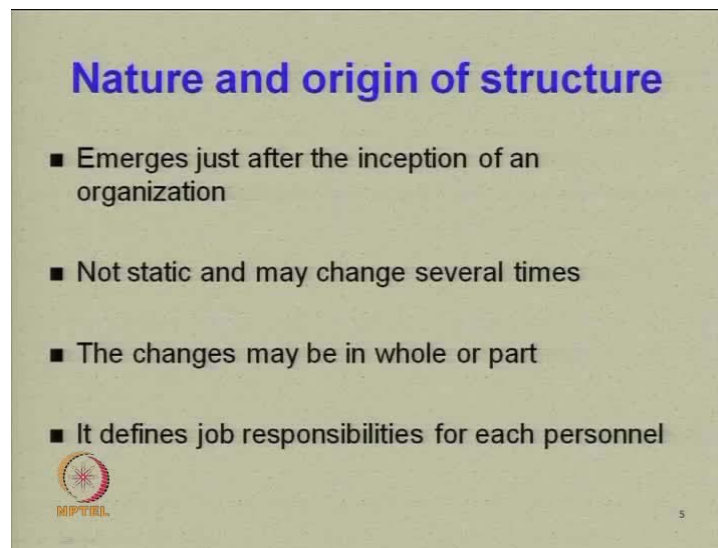 Nature and origin of structure
■ Emerges just after the inception of an
organization
■ Not static and may change several times
■ The changes may be in whole or part
■ It defines job responsibilities for each personnel
NPTEL
5